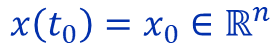 x(t₀) = x₀ ∈ ℝⁿ